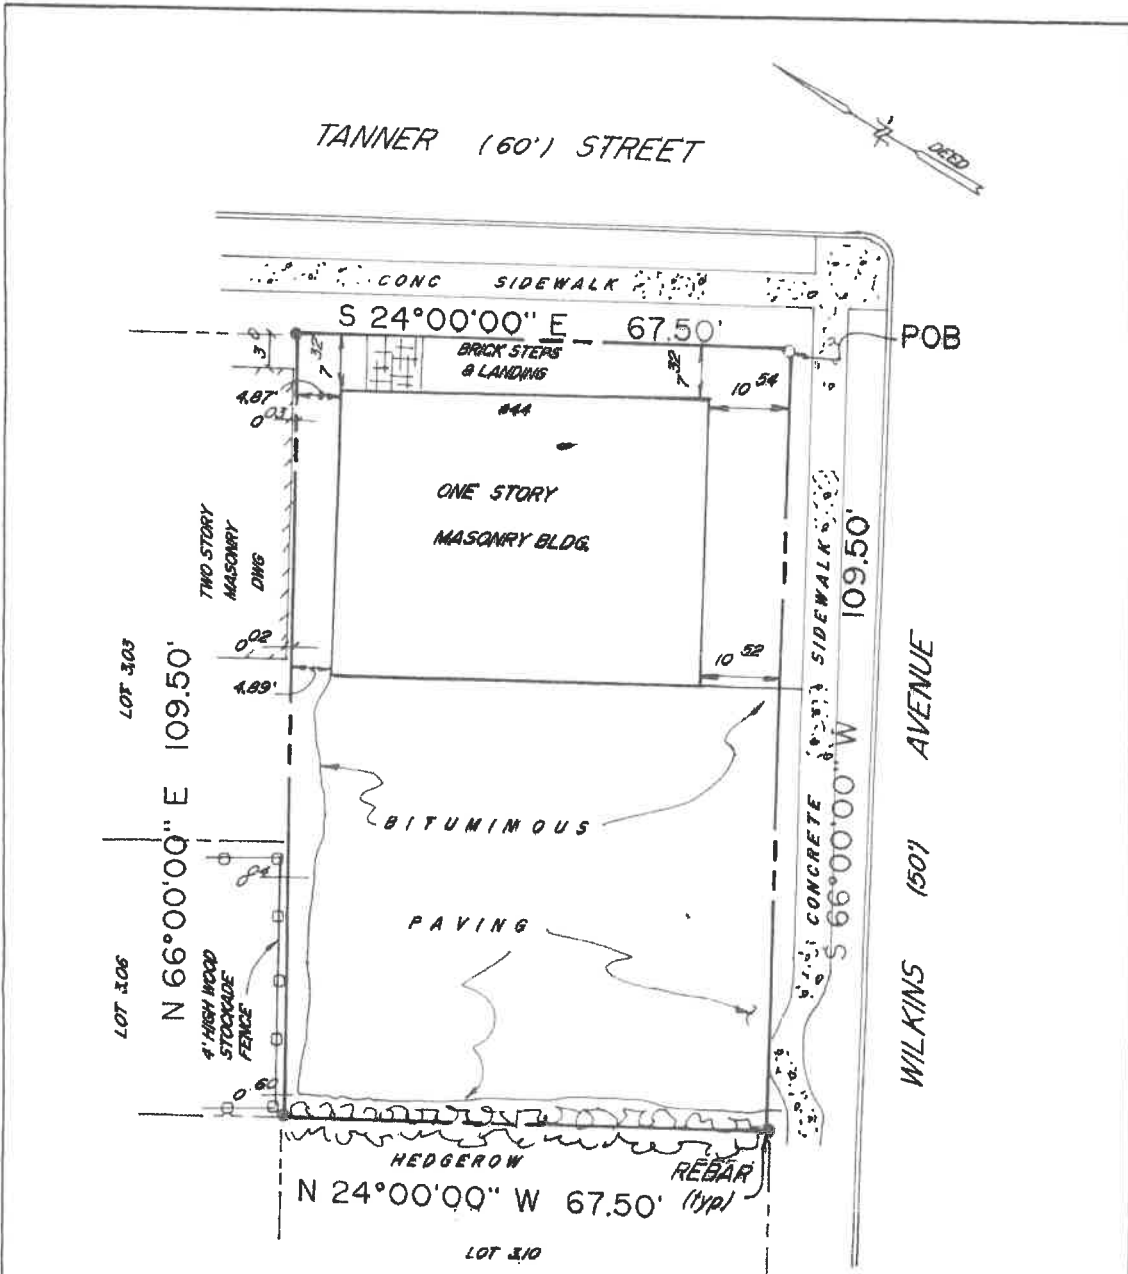 TANNER (60') STREET
N
DEED
CONC SIDEWALK
S 24°00'00" E 67.50'
POB
BRICK STEPS
& LANDING
3 0
7 32
7 32
10 54
4.87'
0 03
#44
ONE STORY
MASONRY BLDG.
TWO STORY
MASONRY
DWG
0 02
4.89'
10 52
LOT 3.03
N 66°00'00" E 109.50'
CONCRETE SIDEWALK
S 66°00'00" W 109.50'
WILKINS (50') AVENUE
BITUMIMOUS
PAVING
0 84
LOT 3.06
4' HIGH WOOD
STOCKADE
FENCE
0 60
HEDGEROW
REBAR
(typ)
N 24°00'00" W 67.50'
LOT 3.10